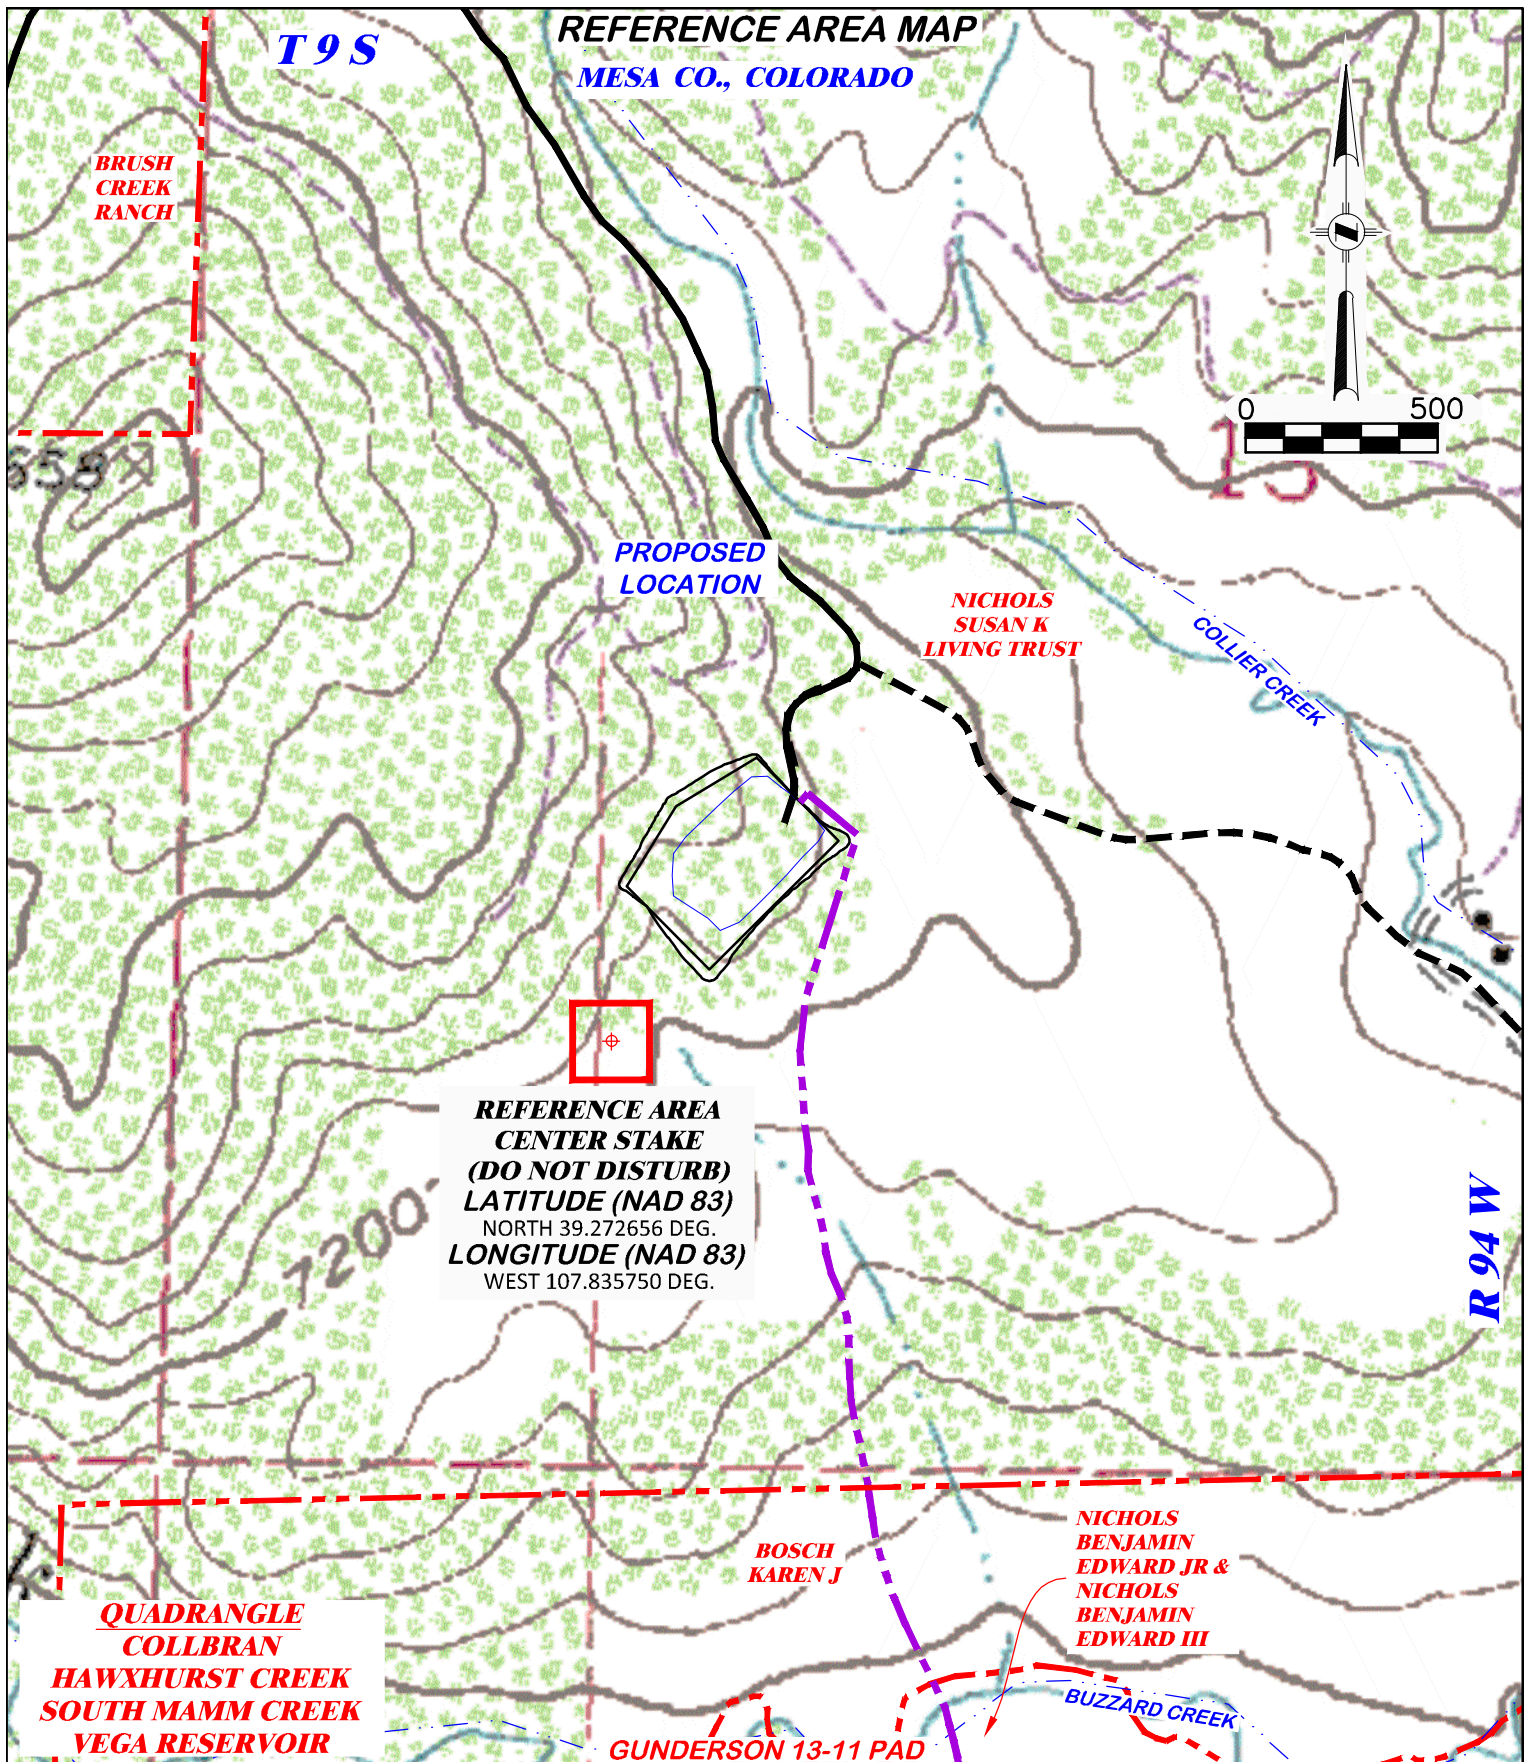 REFERENCE AREA MAP
T 9 S
MESA CO., COLORADO
BRUSH
CREEK
RANCH
0 500
13
658
PROPOSED
LOCATION
NICHOLS
SUSAN K
LIVING TRUST
COLLIER CREEK
REFERENCE AREA
CENTER STAKE
(DO NOT DISTURB)
LATITUDE (NAD 83)
NORTH 39.272656 DEG.
LONGITUDE (NAD 83)
WEST 107.835750 DEG.
7200
R 94 W
BOSCH
KAREN J
NICHOLS
BENJAMIN
EDWARD JR &
NICHOLS
BENJAMIN
EDWARD III
QUADRANGLE
COLLBRAN
HAWXHURST CREEK
SOUTH MAMM CREEK
VEGA RESERVOIR
BUZZARD CREEK
GUNDERSON 13-11 PAD